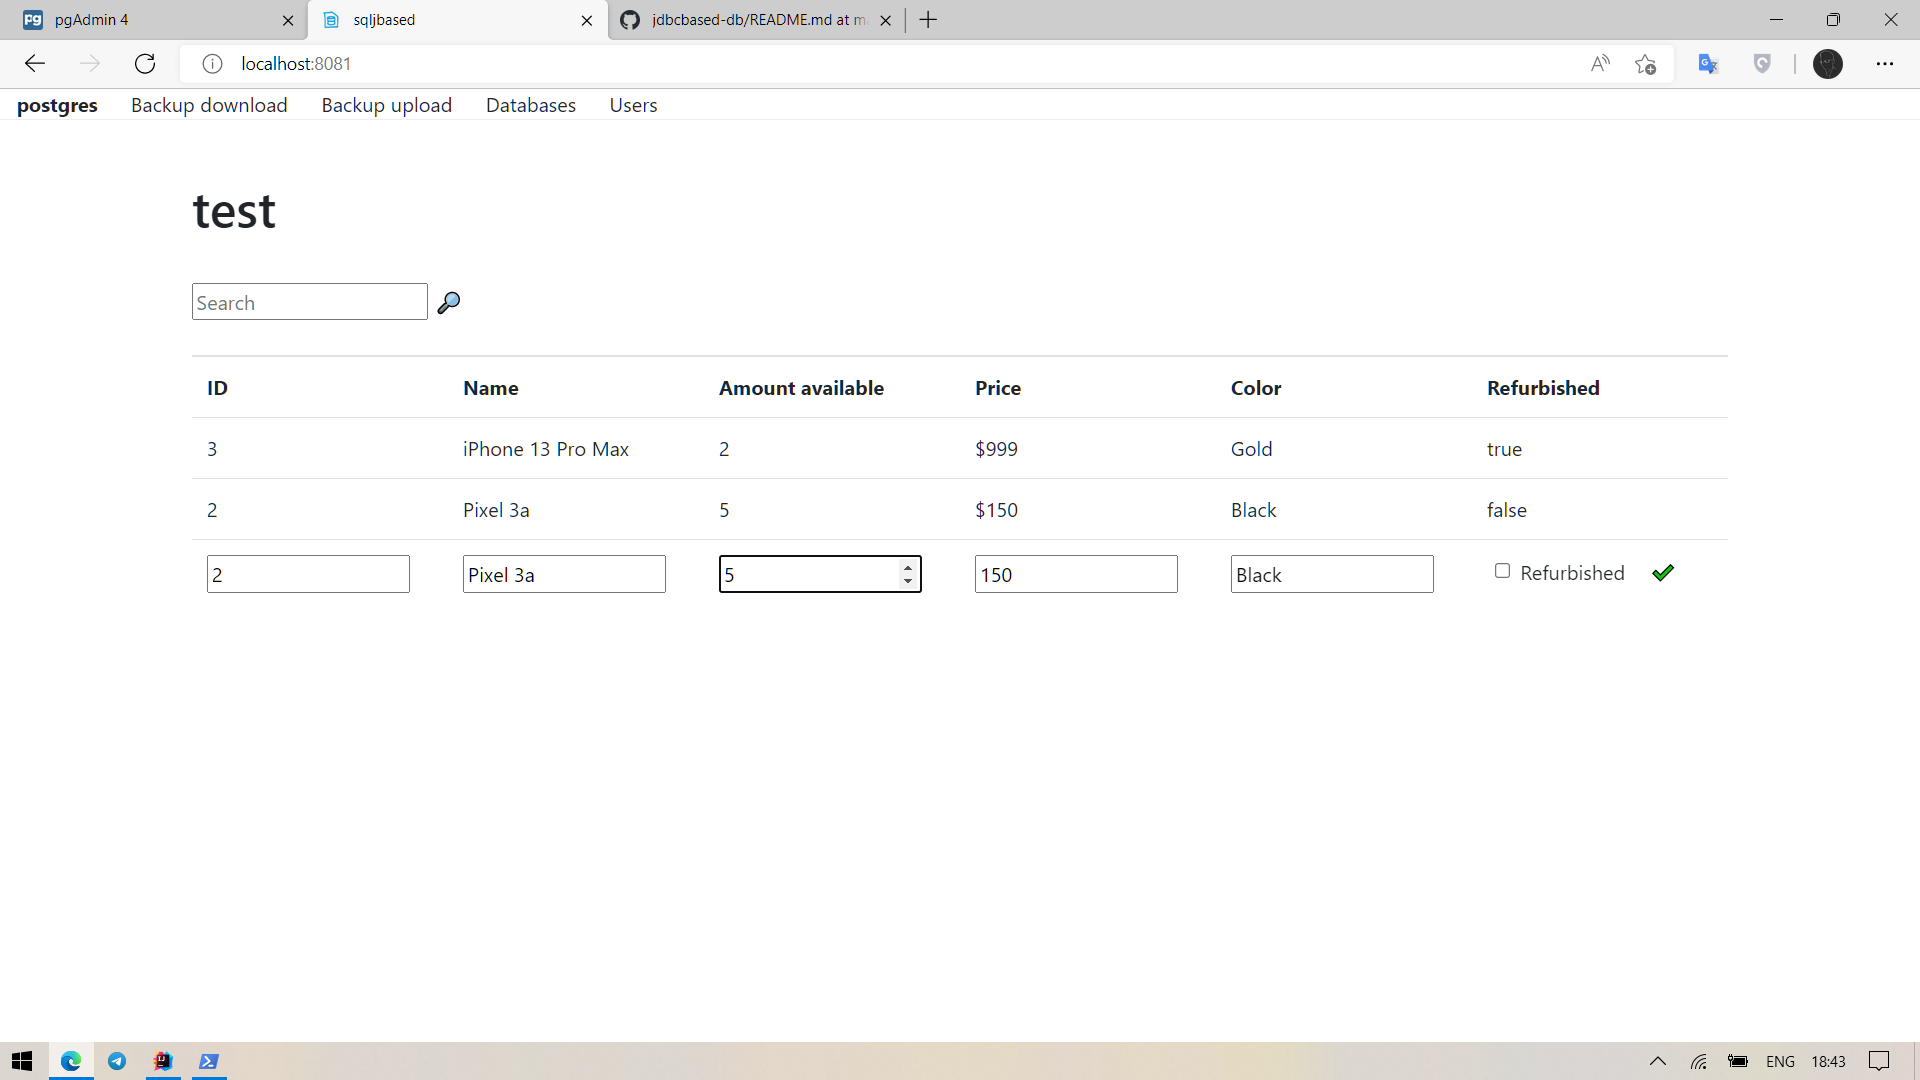 pgAdmin 4
sqljbased
jdbcbased-db/README.md at m
localhost:8081
postgres Backup download Backup upload Databases Users
test
Search
ID Name Amount available Price Color Refurbished
3 iPhone 13 Pro Max 2 $999 Gold true
2 Pixel 3a 5 $150 Black false
2 Pixel 3a 5 150 Black Refurbished
ENG 18:43